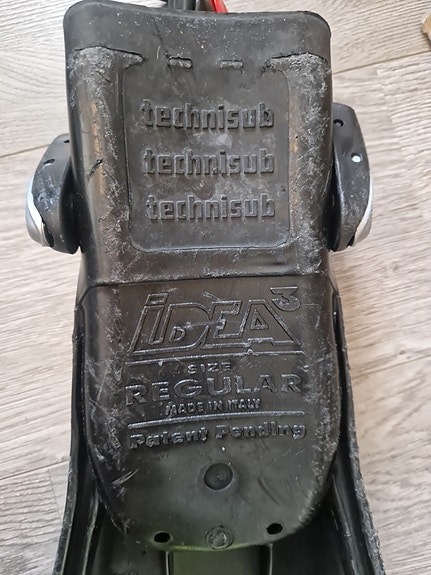 technisub
technisub
technisub
iDEA³
SIZE
REGULAR
MADE IN ITALY
Patent Pending